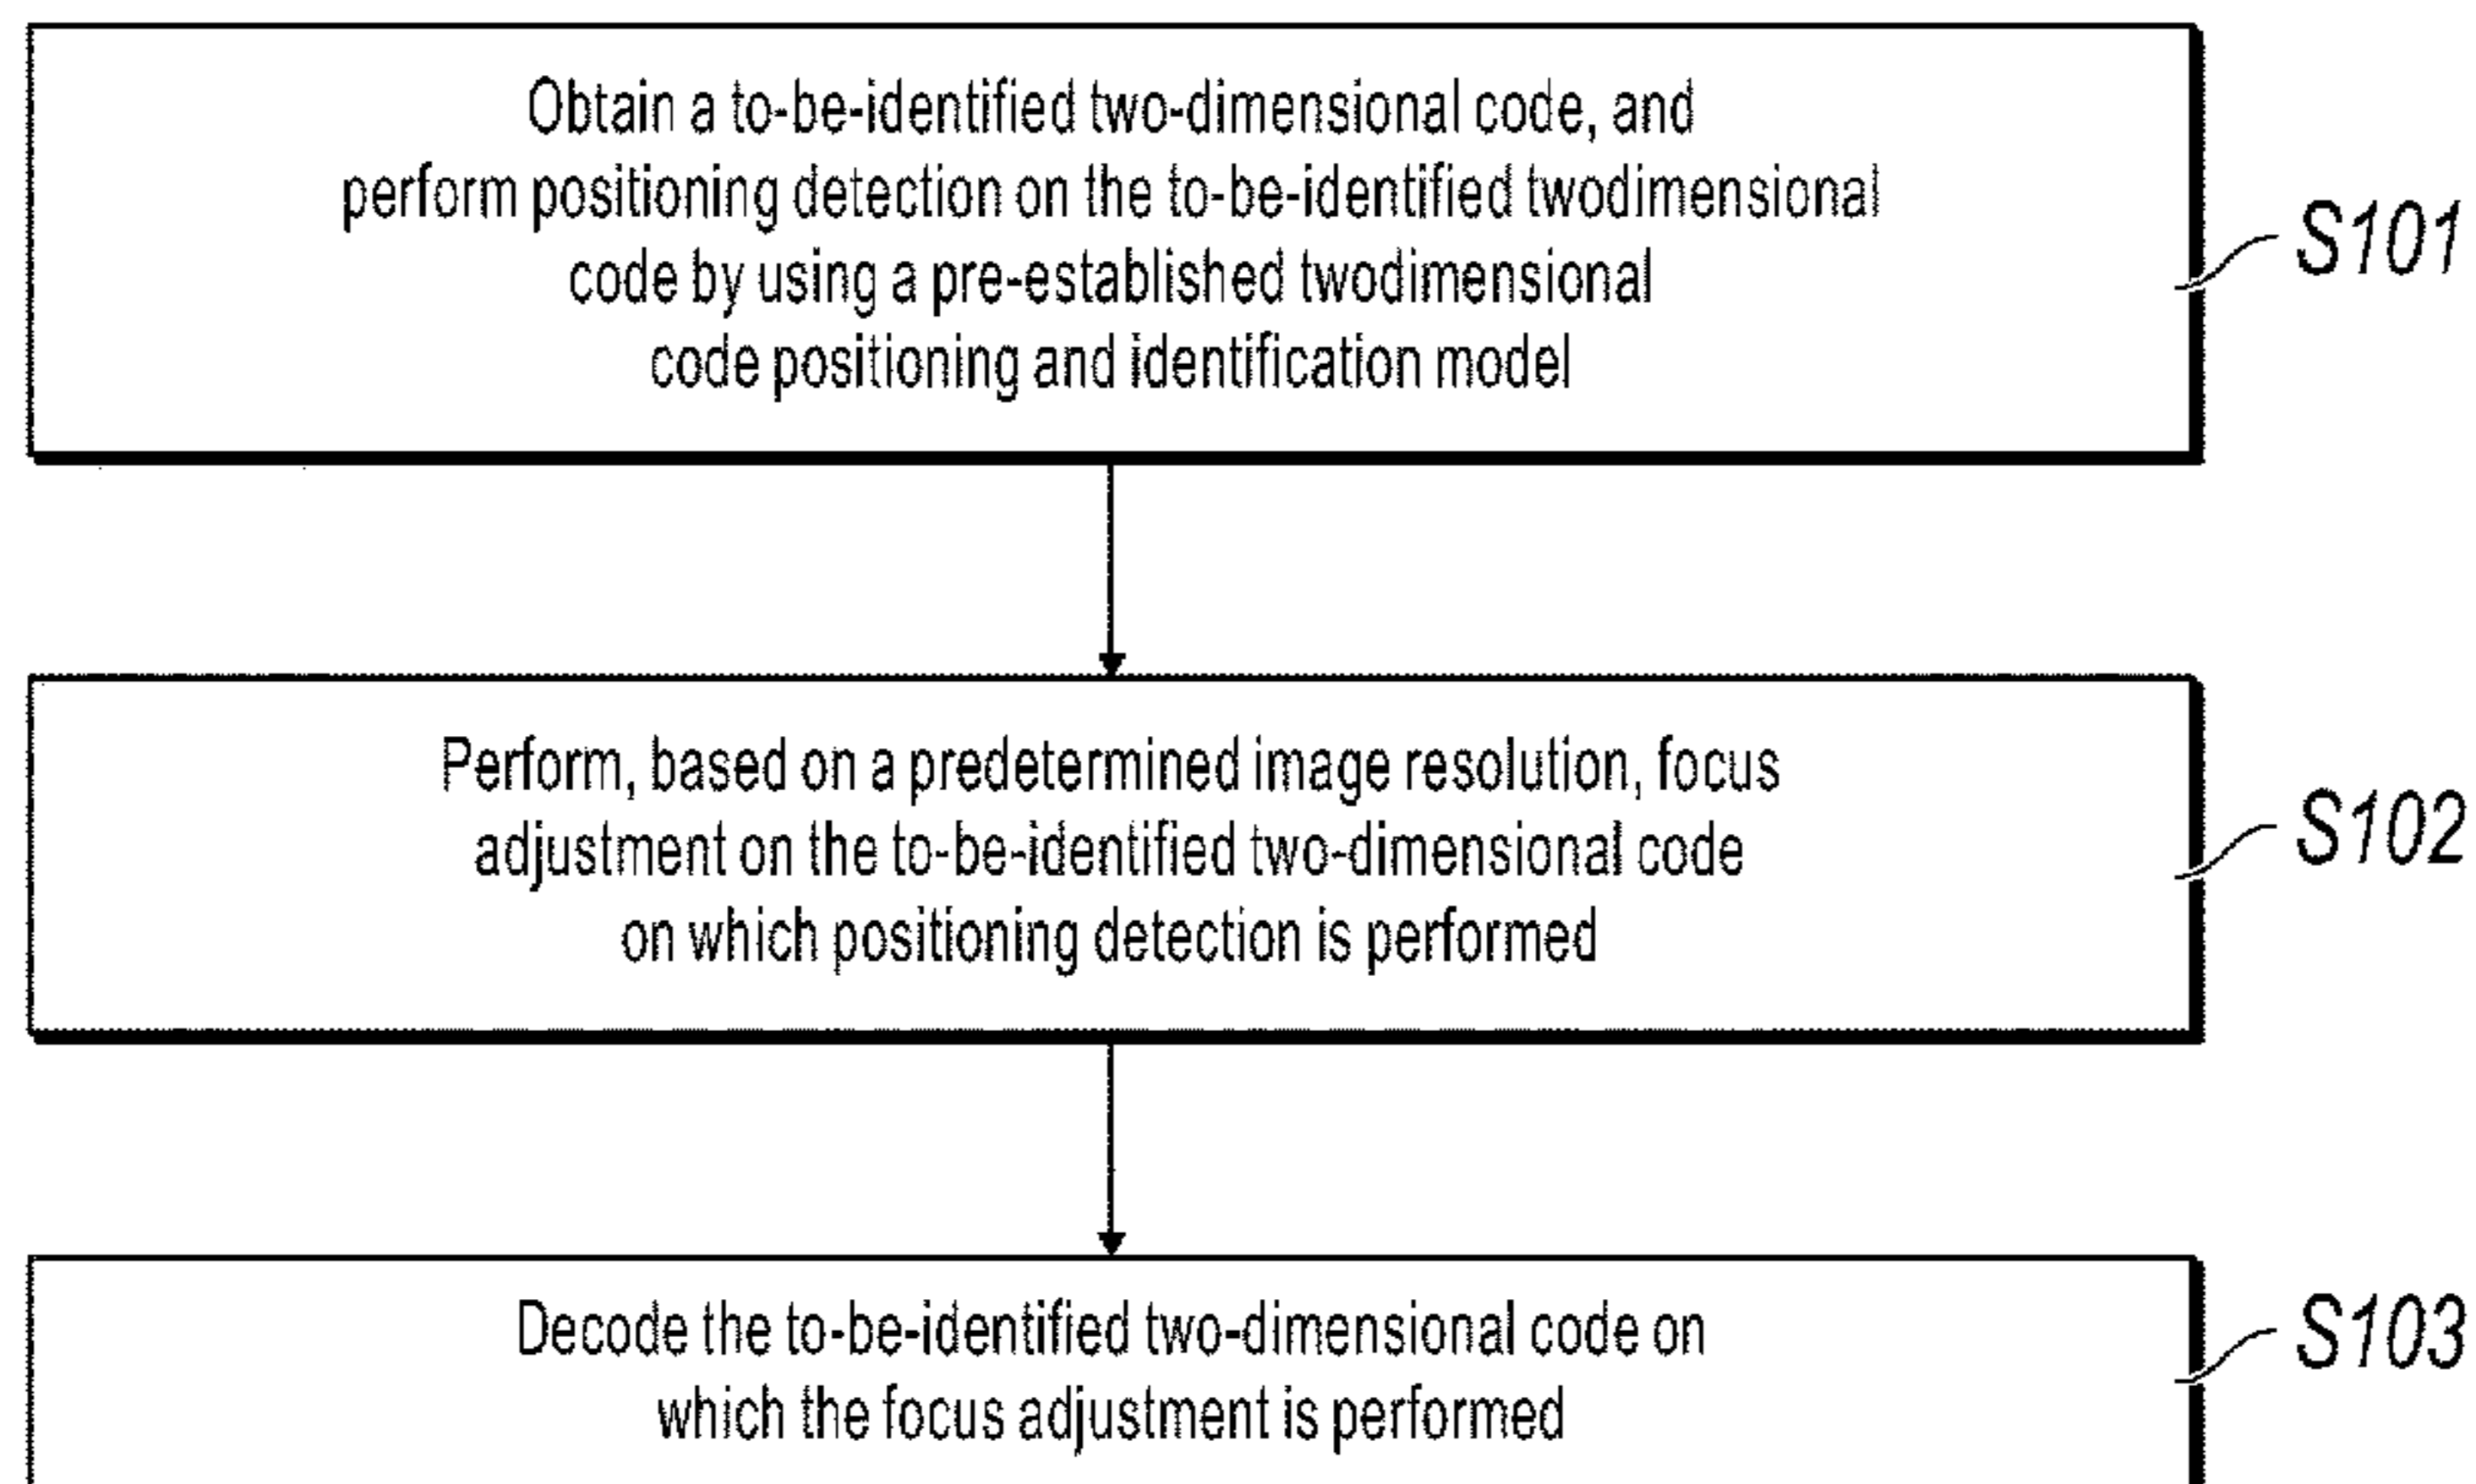 Obtain a to-be-identified two-dimensional code, and
perform positioning detection on the to-be-identified twodimensional
code by using a pre-established twodimensional
code positioning and identification model
S101
Perform, based on a predetermined image resolution, focus
adjustment on the to-be-identified two-dimensional code
on which positioning detection is performed
S102
Decode the to-be-identified two-dimensional code on
which the focus adjustment is performed
S103